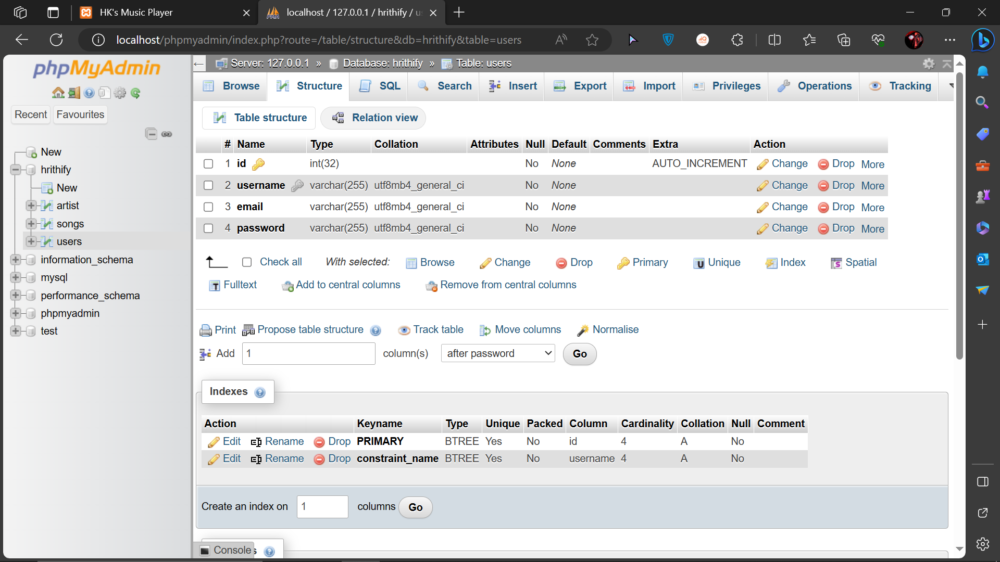 HK's Music Player
localhost / 127.0.0.1 / hrithify / us
localhost/phpmyadmin/index.php?route=/table/structure&db=hrithify&table=users
phpMyAdmin
Recent Favourites
New
hrithify
New
artist
songs
users
information_schema
mysql
performance_schema
phpmyadmin
test
Server: 127.0.0.1 » Database: hrithify » Table: users
Browse Structure SQL Search Insert Export Import Privileges Operations Tracking
Table structure Relation view
# Name Type Collation Attributes Null Default Comments Extra Action
1 id int(32) No None AUTO_INCREMENT Change Drop More
2 username varchar(255) utf8mb4_general_ci No None Change Drop More
3 email varchar(255) utf8mb4_general_ci No None Change Drop More
4 password varchar(255) utf8mb4_general_ci No None Change Drop More
Check all With selected: Browse Change Drop Primary Unique Index Spatial
Fulltext Add to central columns Remove from central columns
Print Propose table structure Track table Move columns Normalise
Add 1 column(s) after password Go
Indexes
Action Keyname Type Unique Packed Column Cardinality Collation Null Comment
Edit Rename Drop PRIMARY BTREE Yes No id 4 A No
Edit Rename Drop constraint_name BTREE Yes No username 4 A No
Create an index on 1 columns Go
Console